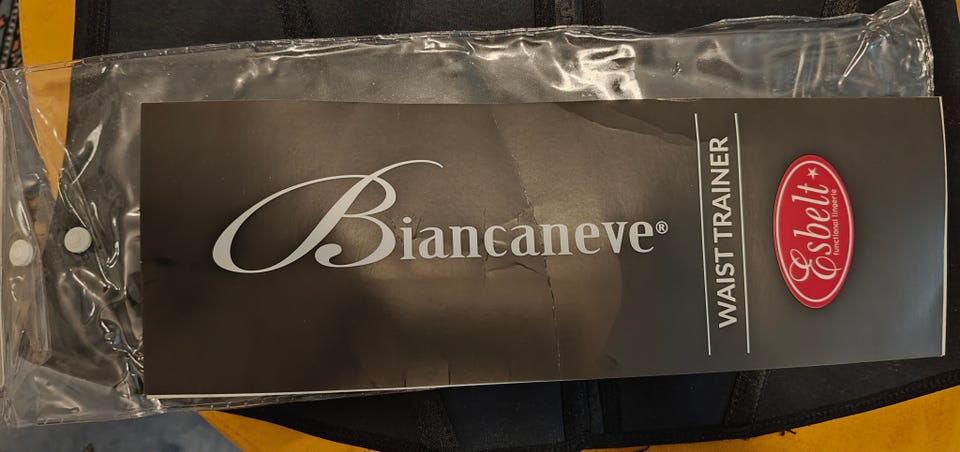 Biancaneve®
WAIST TRAINER
Esbelt
functional lingerie